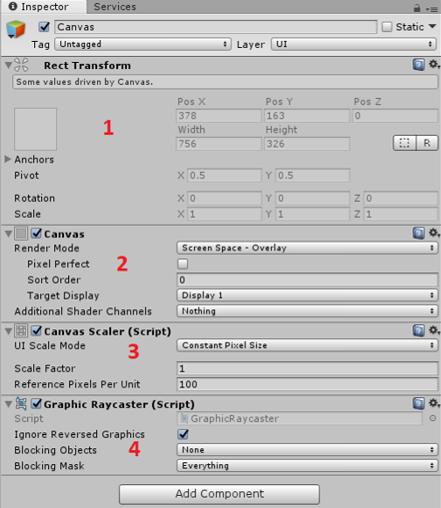 Inspector Services
Canvas Static
Tag Untagged Layer UI
Rect Transform
Some values driven by Canvas.
Pos X Pos Y Pos Z
378 163 0
Width Height
756 326
R
1
Anchors
Pivot X 0.5 Y 0.5
Rotation X 0 Y 0 Z 0
Scale X 1 Y 1 Z 1
Canvas
Render Mode Screen Space - Overlay
Pixel Perfect
2
Sort Order 0
Target Display Display 1
Additional Shader Channels Nothing
Canvas Scaler (Script)
UI Scale Mode Constant Pixel Size
3
Scale Factor 1
Reference Pixels Per Unit 100
Graphic Raycaster (Script)
Script GraphicRaycaster
Ignore Reversed Graphics
4
Blocking Objects None
Blocking Mask Everything
Add Component